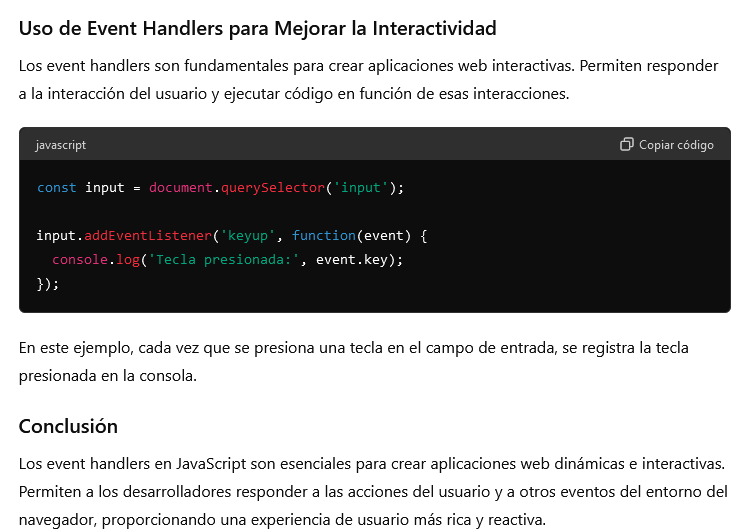 Uso de Event Handlers para Mejorar la Interactividad
Los event handlers son fundamentales para crear aplicaciones web interactivas. Permiten responder
a la interacción del usuario y ejecutar código en función de esas interacciones.
javascript Copiar código
const input = document.querySelector('input');
input.addEventListener('keyup', function(event) {
  console.log('Tecla presionada:', event.key);
});
En este ejemplo, cada vez que se presiona una tecla en el campo de entrada, se registra la tecla
presionada en la consola.
Conclusión
Los event handlers en JavaScript son esenciales para crear aplicaciones web dinámicas e interactivas.
Permiten a los desarrolladores responder a las acciones del usuario y a otros eventos del entorno del
navegador, proporcionando una experiencia de usuario más rica y reactiva.